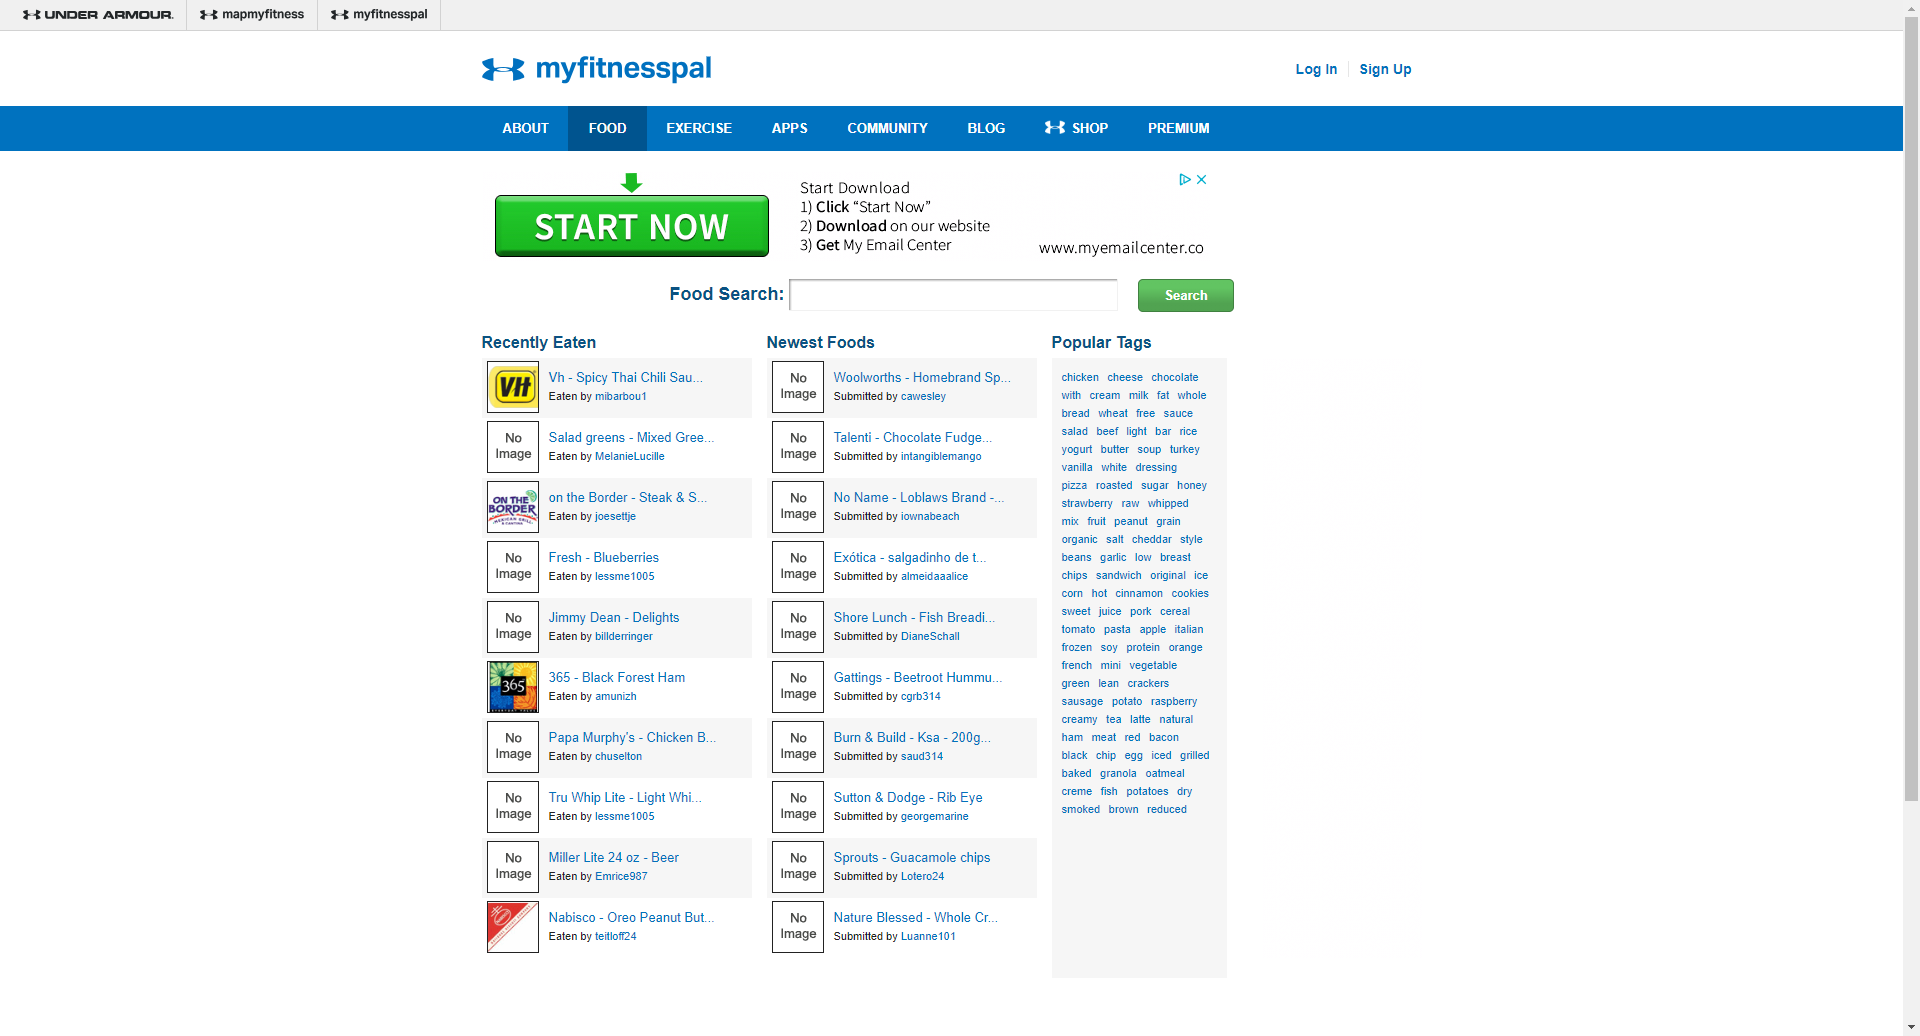 UNDER ARMOUR.
mapmyfitness
myfitnesspal
myfitnesspal
Log In
Sign Up
ABOUT
FOOD
EXERCISE
APPS
COMMUNITY
BLOG
SHOP
PREMIUM
START NOW
Start Download
1) Click “Start Now”
2) Download on our website
3) Get My Email Center
www.myemailcenter.co
Food Search:
Search
Recently Eaten
VH
Vh - Spicy Thai Chili Sau...
Eaten by mibarbou1
No
Image
Salad greens - Mixed Gree...
Eaten by MelanieLucille
ON THE
BORDER
MEXICAN GRILL
& CANTINA
on the Border - Steak & S...
Eaten by joesettje
No
Image
Fresh - Blueberries
Eaten by lessme1005
No
Image
Jimmy Dean - Delights
Eaten by billderringer
365
365 - Black Forest Ham
Eaten by amunizh
No
Image
Papa Murphy's - Chicken B...
Eaten by chuselton
No
Image
Tru Whip Lite - Light Whi...
Eaten by lessme1005
No
Image
Miller Lite 24 oz - Beer
Eaten by Emrice987
Nabisco - Oreo Peanut But...
Eaten by teitloff24
Newest Foods
No
Image
Woolworths - Homebrand Sp...
Submitted by cawesley
No
Image
Talenti - Chocolate Fudge...
Submitted by intangiblemango
No
Image
No Name - Loblaws Brand -...
Submitted by iownabeach
No
Image
Exótica - salgadinho de t...
Submitted by almeidaaalice
No
Image
Shore Lunch - Fish Breadi...
Submitted by DianeSchall
No
Image
Gattings - Beetroot Hummu...
Submitted by cgrb314
No
Image
Burn & Build - Ksa - 200g...
Submitted by saud314
No
Image
Sutton & Dodge - Rib Eye
Submitted by georgemarine
No
Image
Sprouts - Guacamole chips
Submitted by Lotero24
No
Image
Nature Blessed - Whole Cr...
Submitted by Luanne101
Popular Tags
chicken cheese chocolate
with cream milk fat whole
bread wheat free sauce
salad beef light bar rice
yogurt butter soup turkey
vanilla white dressing
pizza roasted sugar honey
strawberry raw whipped
mix fruit peanut grain
organic salt cheddar style
beans garlic low breast
chips sandwich original ice
corn hot cinnamon cookies
sweet juice pork cereal
tomato pasta apple italian
frozen soy protein orange
french mini vegetable
green lean crackers
sausage potato raspberry
creamy tea latte natural
ham meat red bacon
black chip egg iced grilled
baked granola oatmeal
creme fish potatoes dry
smoked brown reduced